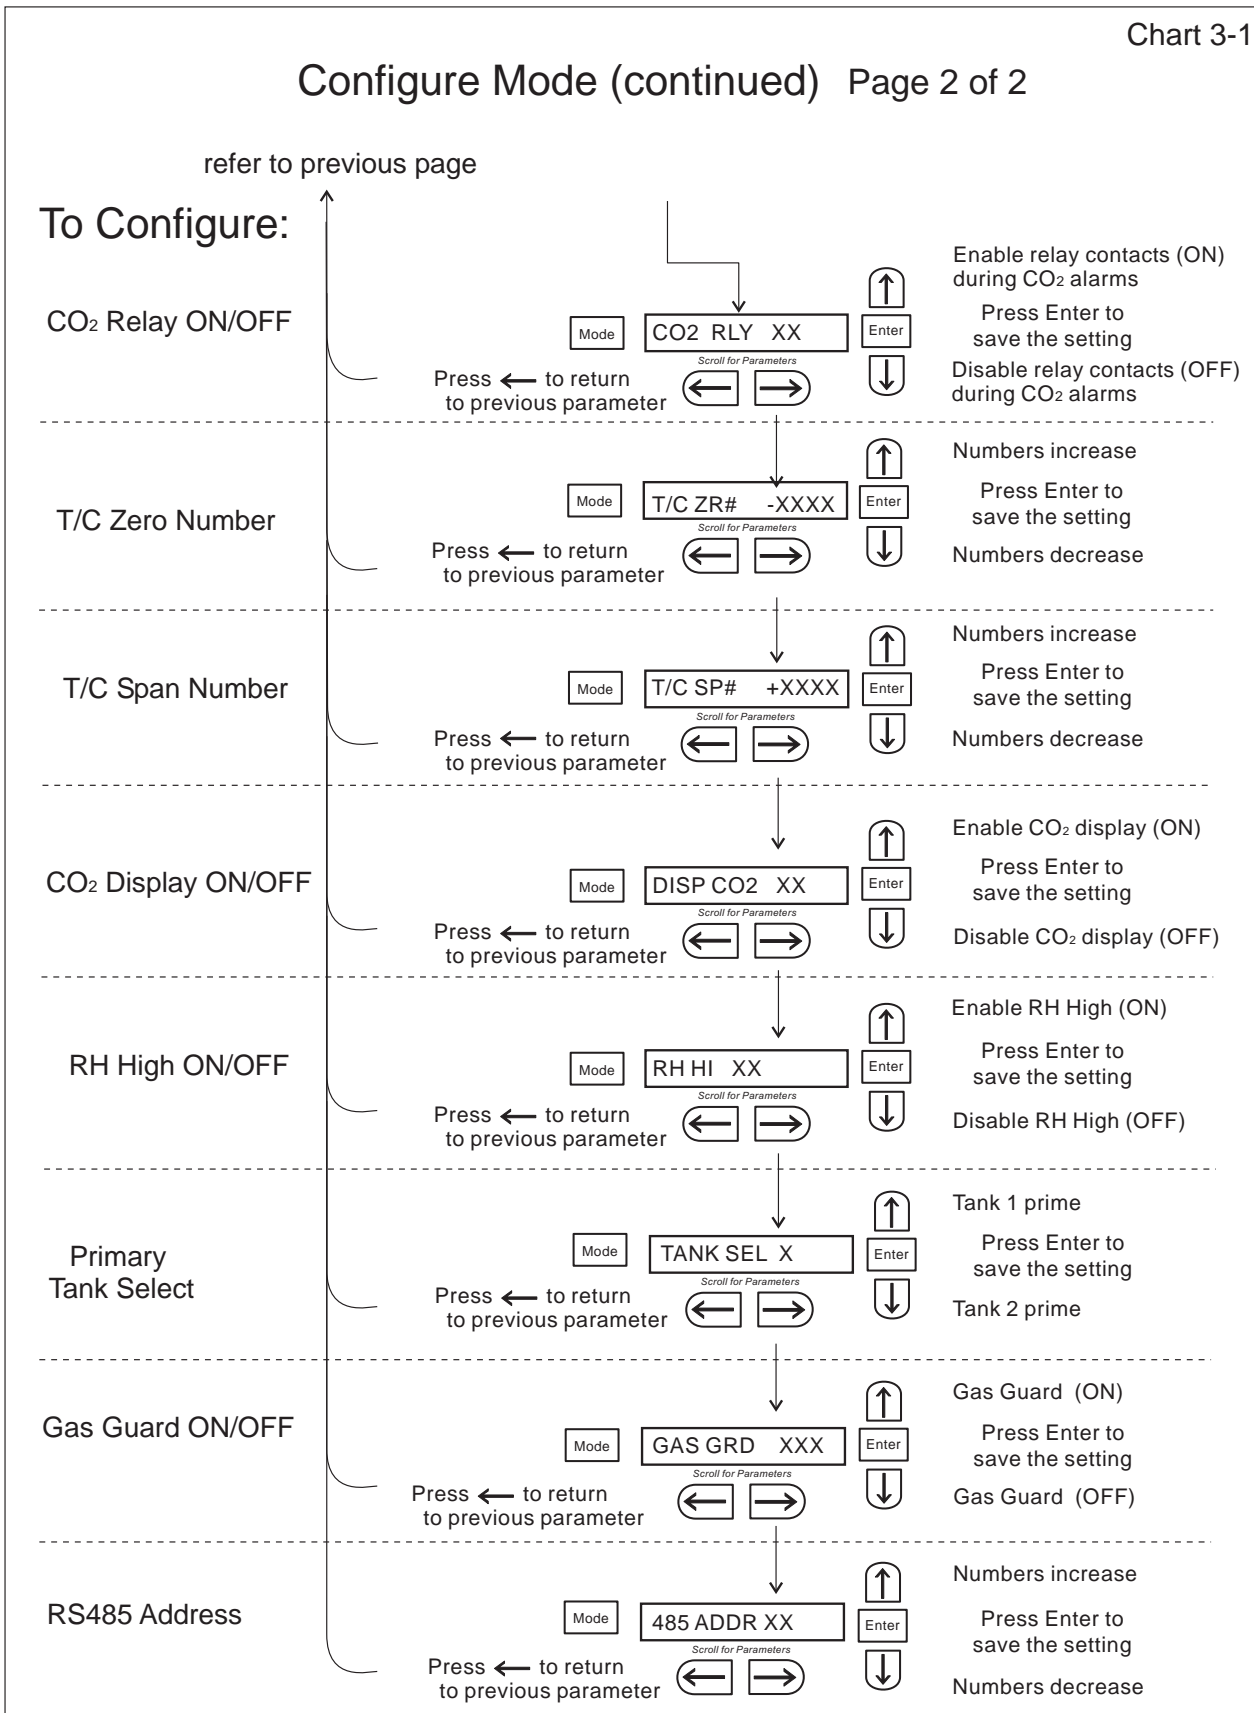 Chart 3-1
Configure Mode (continued) Page 2 of 2
refer to previous page
To Configure:
CO2 Relay ON/OFF
Mode
CO2 RLY XX
Scroll for Parameters
Press ← to return
to previous parameter
Enable relay contacts (ON)
during CO2 alarms
Enter
Press Enter to
save the setting
Disable relay contacts (OFF)
during CO2 alarms
T/C Zero Number
Mode
T/C ZR# -XXXX
Scroll for Parameters
Press ← to return
to previous parameter
Numbers increase
Enter
Press Enter to
save the setting
Numbers decrease
T/C Span Number
Mode
T/C SP# +XXXX
Scroll for Parameters
Press ← to return
to previous parameter
Numbers increase
Enter
Press Enter to
save the setting
Numbers decrease
CO2 Display ON/OFF
Mode
DISP CO2 XX
Scroll for Parameters
Press ← to return
to previous parameter
Enable CO2 display (ON)
Enter
Press Enter to
save the setting
Disable CO2 display (OFF)
RH High ON/OFF
Mode
RH HI XX
Scroll for Parameters
Press ← to return
to previous parameter
Enable RH High (ON)
Enter
Press Enter to
save the setting
Disable RH High (OFF)
Primary
Tank Select
Mode
TANK SEL X
Scroll for Parameters
Press ← to return
to previous parameter
Tank 1 prime
Enter
Press Enter to
save the setting
Tank 2 prime
Gas Guard ON/OFF
Mode
GAS GRD XXX
Scroll for Parameters
Press ← to return
to previous parameter
Gas Guard (ON)
Enter
Press Enter to
save the setting
Gas Guard (OFF)
RS485 Address
Mode
485 ADDR XX
Scroll for Parameters
Press ← to return
to previous parameter
Numbers increase
Enter
Press Enter to
save the setting
Numbers decrease